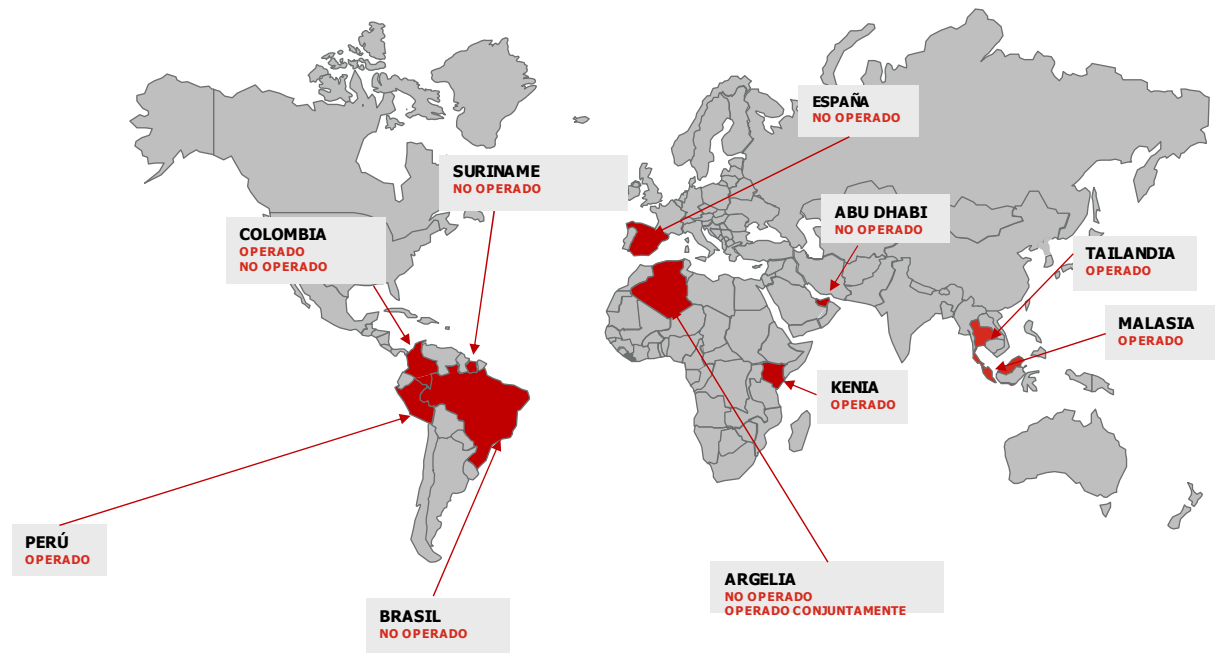 ESPAÑA
NO OPERADO
SURINAME
NO OPERADO
ABU DHABI
NO OPERADO
COLOMBIA
OPERADO
NO OPERADO
TAILANDIA
OPERADO
MALASIA
OPERADO
KENIA
OPERADO
PERÚ
OPERADO
ARGELIA
NO OPERADO
OPERADO CONJUNTAMENTE
BRASIL
NO OPERADO